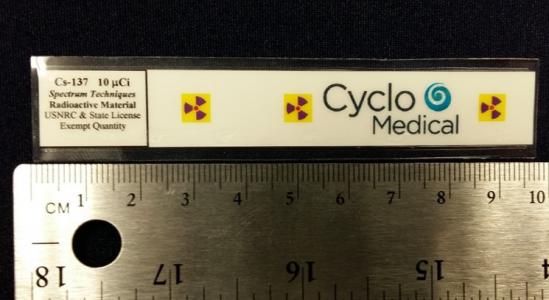 Cs-137 10 µCi
Spectrum Techniques
Radioactive Material
USNRC & State License
Exempt Quantity
Cyclo
Medical
CM 1 2 3 4 5 6 7 8 9 10
18 17 16 15